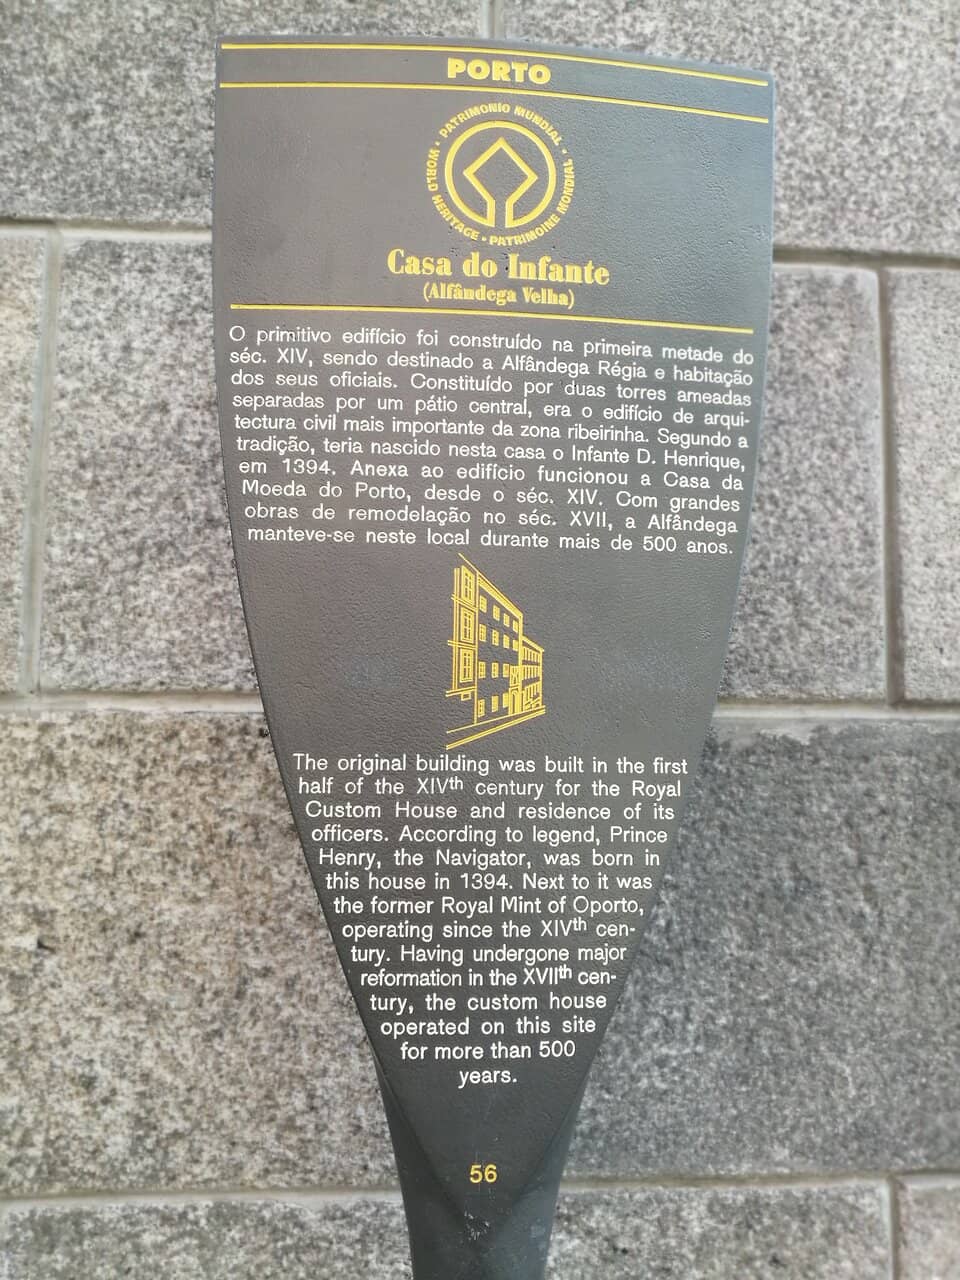 PORTO
· PATRIMONIO MUNDIAL · WORLD HERITAGE · PATRIMOINE MONDIAL
Casa do Infante
(Alfândega Velha)
O primitivo edifício foi construído na primeira metade do
séc. XIV, sendo destinado a Alfândega Régia e habitação
dos seus oficiais. Constituído por duas torres ameadas
separadas por um pátio central, era o edifício de arqui-
tectura civil mais importante da zona ribeirinha. Segundo a
tradição, teria nascido nesta casa o Infante D. Henrique,
em 1394. Anexa ao edifício funcionou a Casa da
Moeda do Porto, desde o séc. XIV. Com grandes
obras de remodelação no séc. XVII, a Alfândega
manteve-se neste local durante mais de 500 anos.
The original building was built in the first
half of the XIVth century for the Royal
Custom House and residence of its
officers. According to legend, Prince
Henry, the Navigator, was born in
this house in 1394. Next to it was
the former Royal Mint of Oporto,
operating since the XIVth cen-
tury. Having undergone major
reformation in the XVIIth cen-
tury, the custom house
operated on this site
for more than 500
years.
56